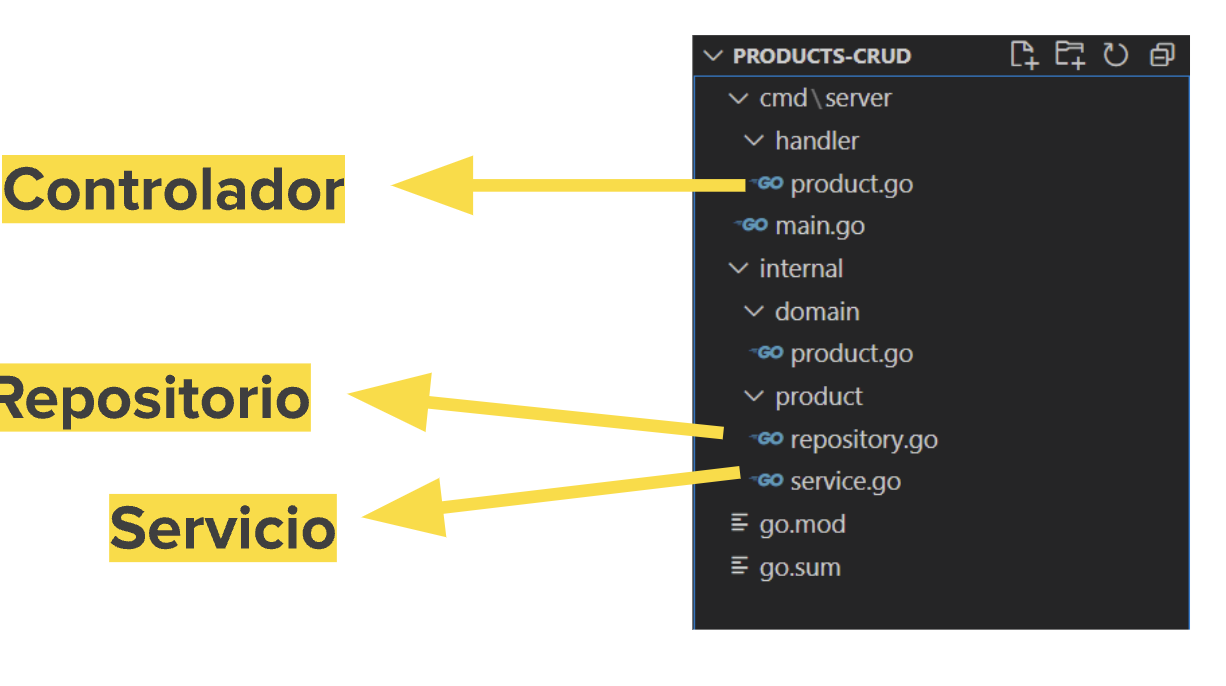 PRODUCTS-CRUD
cmd\server
handler
Controlador
GO product.go
GO main.go
internal
domain
GO product.go
product
Repositorio
GO repository.go
GO service.go
Servicio
go.mod
go.sum